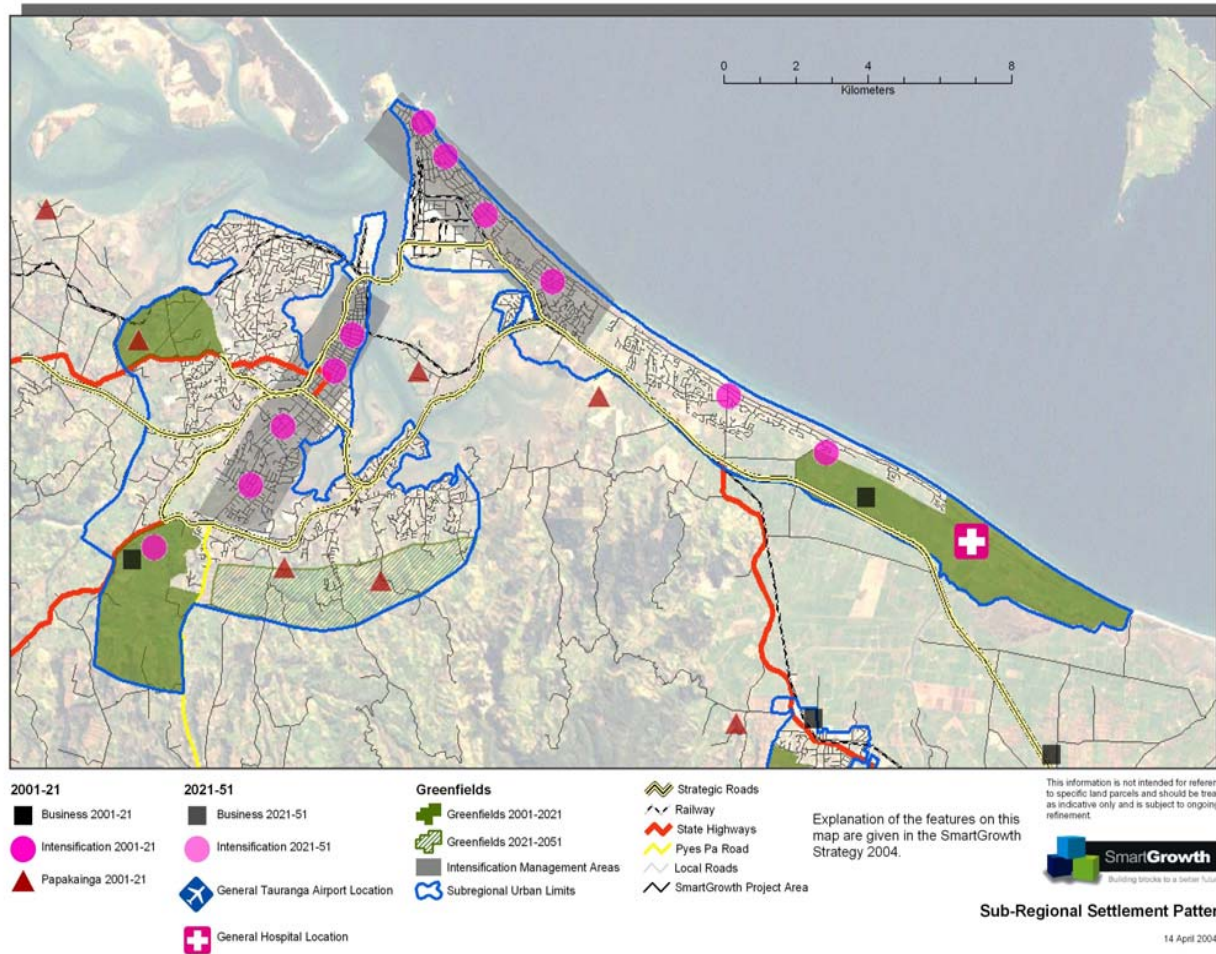 0 2 4 8
Kilometers
2001-21
Business 2001-21
Intensification 2001-21
Papakainga 2001-21
2021-51
Business 2021-51
Intensification 2021-51
General Tauranga Airport Location
General Hospital Location
Greenfields
Greenfields 2001-2021
Greenfields 2021-2051
Intensification Management Areas
Subregional Urban Limits
Strategic Roads
Railway
State Highways
Pyes Pa Road
Local Roads
SmartGrowth Project Area
Explanation of the features on this
map are given in the SmartGrowth
Strategy 2004.
This information is not intended for referen
to specific land parcels and should be trea
as indicative only and is subject to ongoing
refinement.
SmartGrowth
Building blocks to a better futu
Sub-Regional Settlement Patter
14 April 2004